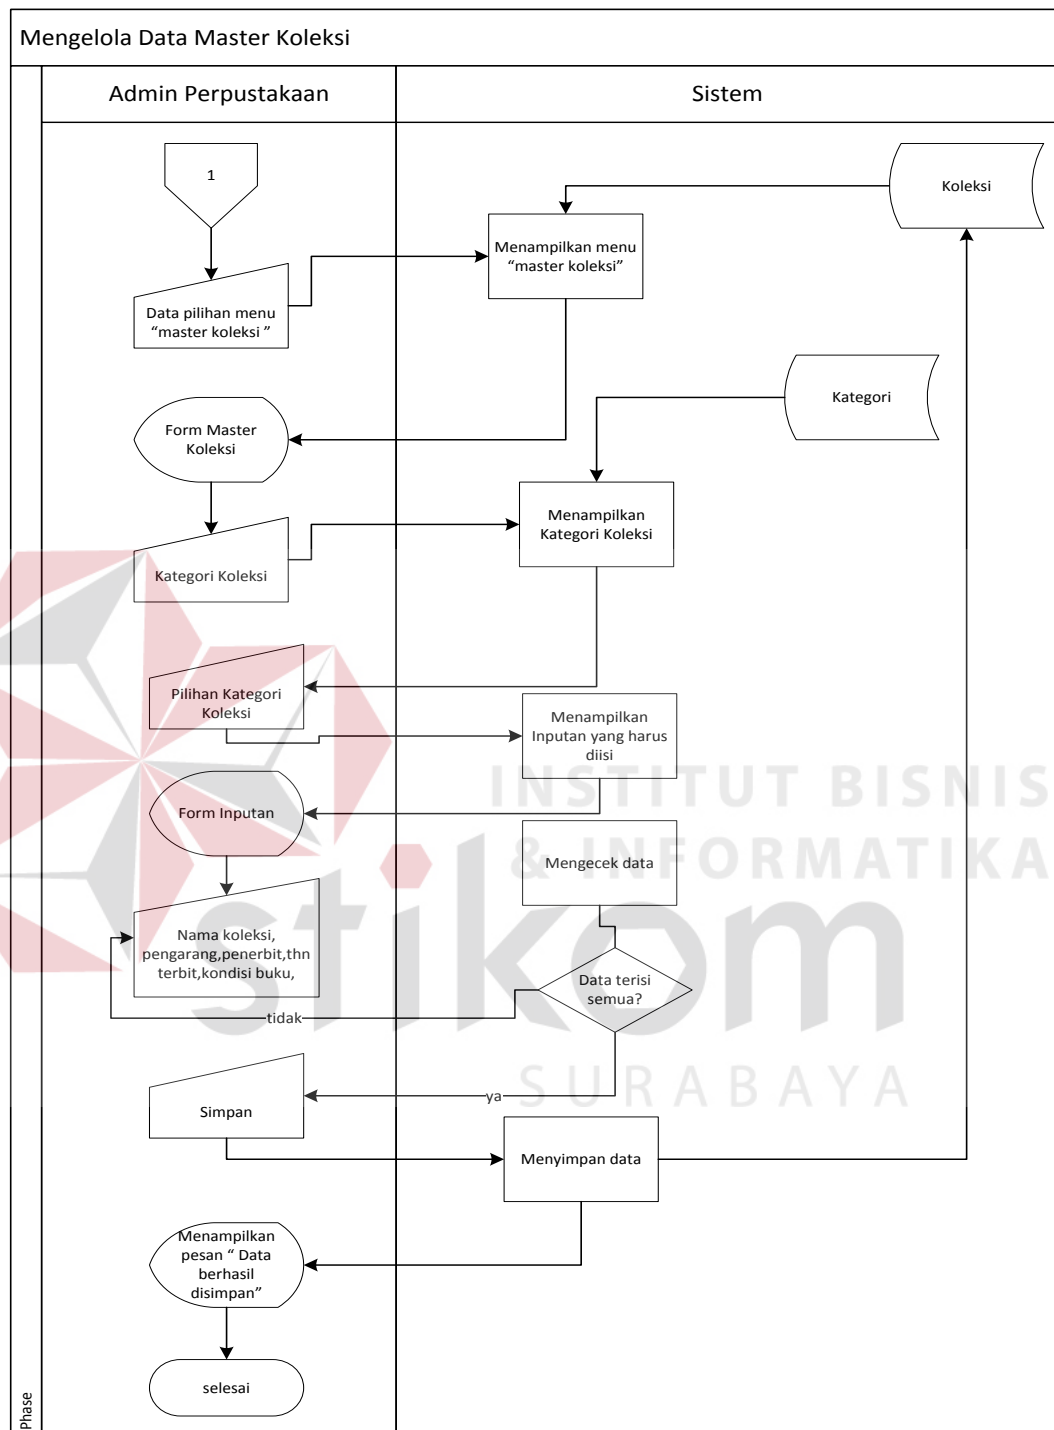 Mengelola Data Master Koleksi
Admin Perpustakaan
Sistem
1
Koleksi
Menampilkan menu
“master koleksi”
Data pilihan menu
“master koleksi ”
Kategori
Form Master
Koleksi
Menampilkan
Kategori Koleksi
Kategori Koleksi
Pilihan Kategori
Koleksi
Menampilkan
Inputan yang harus
diisi
Form Inputan
Mengecek data
Nama koleksi,
pengarang,penerbit,thn
terbit,kondisi buku,
Data terisi
semua?
tidak
ya
Simpan
Menyimpan data
Menampilkan
pesan “ Data
berhasil
disimpan”
selesai
Phase
INSTITUT BISNIS
& INFORMATIKA
stikom
SURABAYA